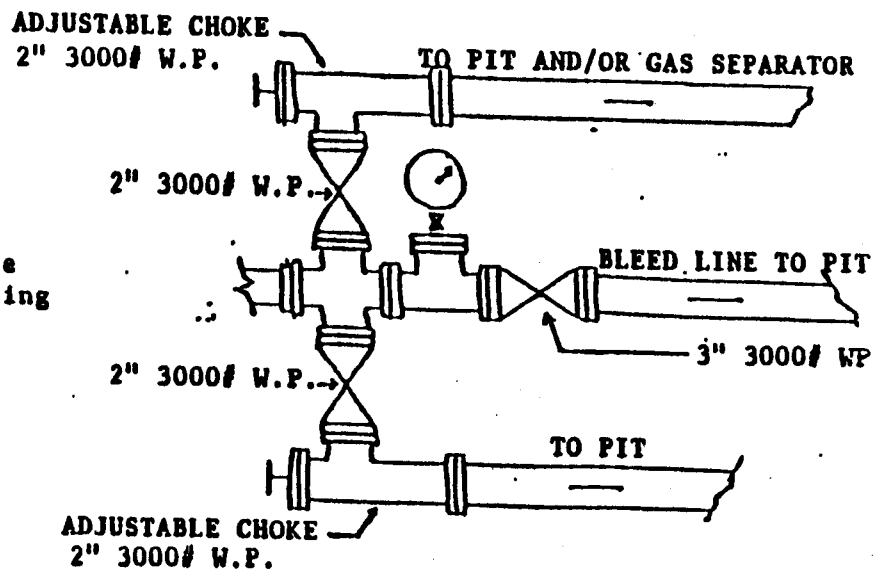 ADJUSTABLE CHOKE
2" 3000# W.P.
TO PIT AND/OR GAS SEPARATOR
2" 3000# W.P.
e
ing
BLEED LINE TO PIT
3" 3000# WP
2" 3000# W.P.
TO PIT
ADJUSTABLE CHOKE
2" 3000# W.P.